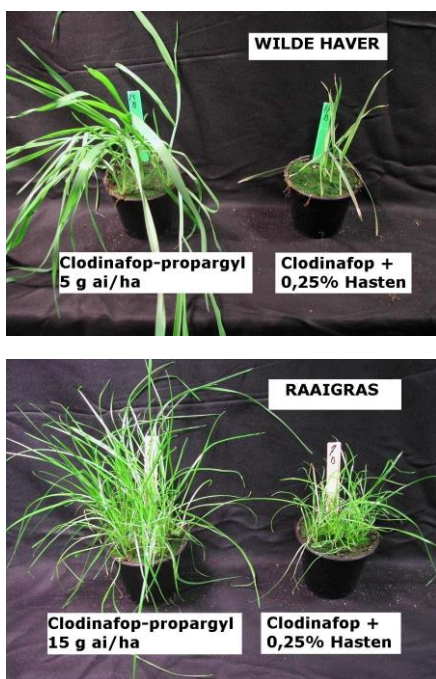 WILDE HAVER
Clodinafop-propargyl
5 g ai/ha
Clodinafop +
0,25% Hasten
RAAIGRAS
Clodinafop-propargyl
15 g ai/ha
Clodinafop +
0,25% Hasten